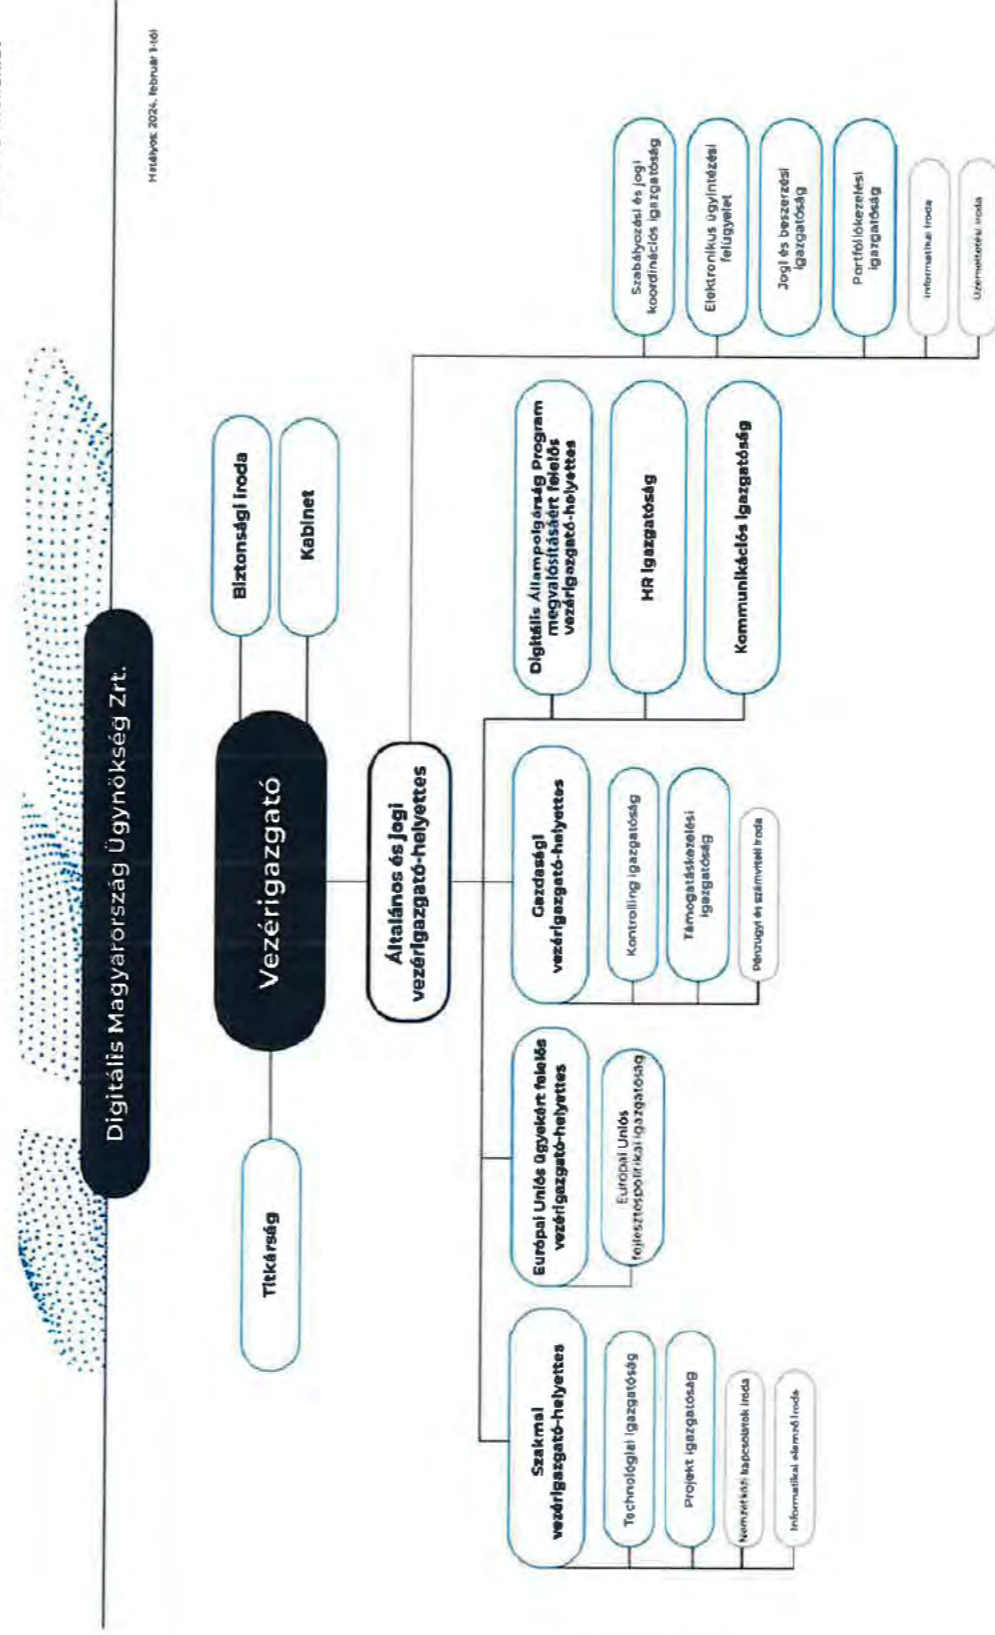 Digitális Magyarország Ügynökség Zrt.
Hatályos: 2024. február 1-től
Titkárság
Vezérigazgató
Biztonsági iroda
Kabinet
Általános és jogi
vezérigazgató-helyettes
Szakmai
vezérigazgató-helyettes
Technológiai igazgatóság
Projekt igazgatóság
Nemzetközi kapcsolatok iroda
Informatikai elemző iroda
Európai Uniós ügyekért felelős
vezérigazgató-helyettes
Európai Uniós
fejlesztéspolitikai igazgatóság
Gazdasági
vezérigazgató-helyettes
Kontrolling igazgatóság
Támogatáskezelési
igazgatóság
Pénzügyi és számviteli iroda
Digitális Állampolgárság Program
megvalósításáért felelős
vezérigazgató-helyettes
HR igazgatóság
Kommunikációs igazgatóság
Szabályozási és jogi
koordinációs igazgatóság
Elektronikus ügyintézési
felügyelet
Jogi és beszerzési
igazgatóság
Portfóliókezelési
igazgatóság
Informatikai iroda
Üzemeltetési iroda